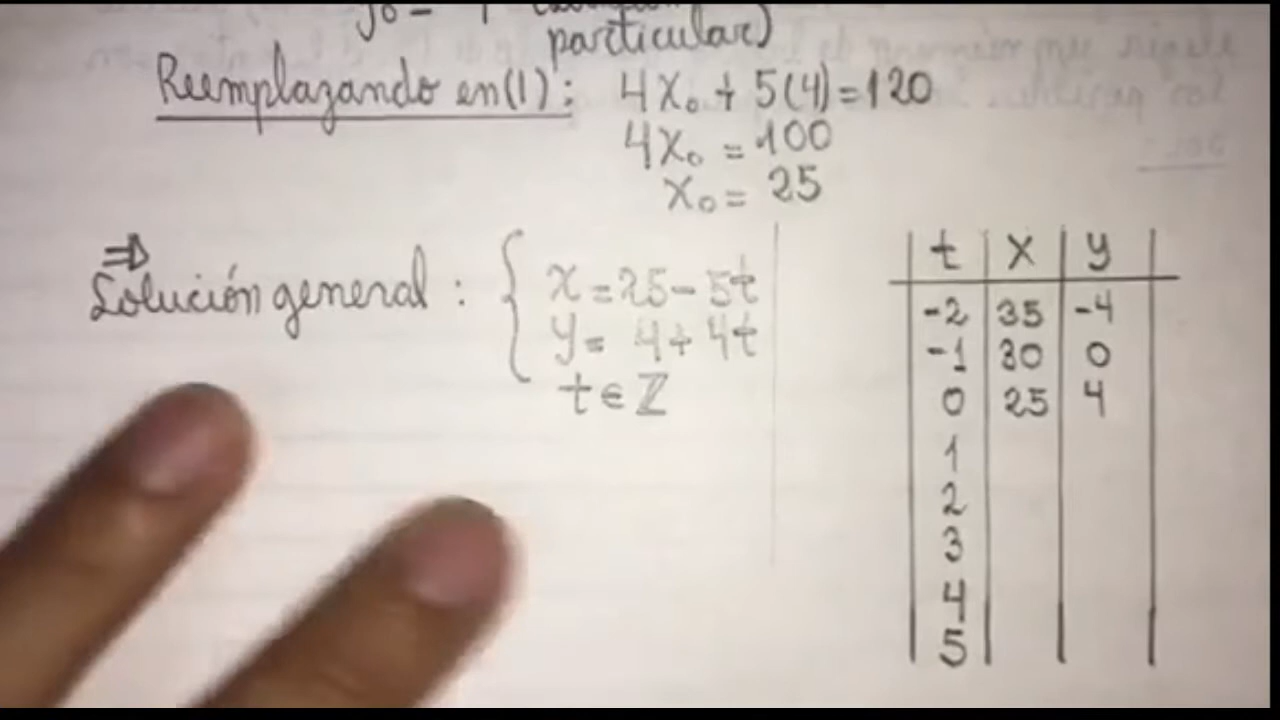 particular)
Reemplazando en (1): 4x₀ + 5(4) = 120
4x₀ = 100
x₀ = 25
⇒
Solución general : { x = 25 - 5t
y = 4 + 4t
t ∈ ℤ
t x y
-2 35 -4
-1 30 0
0 25 4
1
2
3
4
5